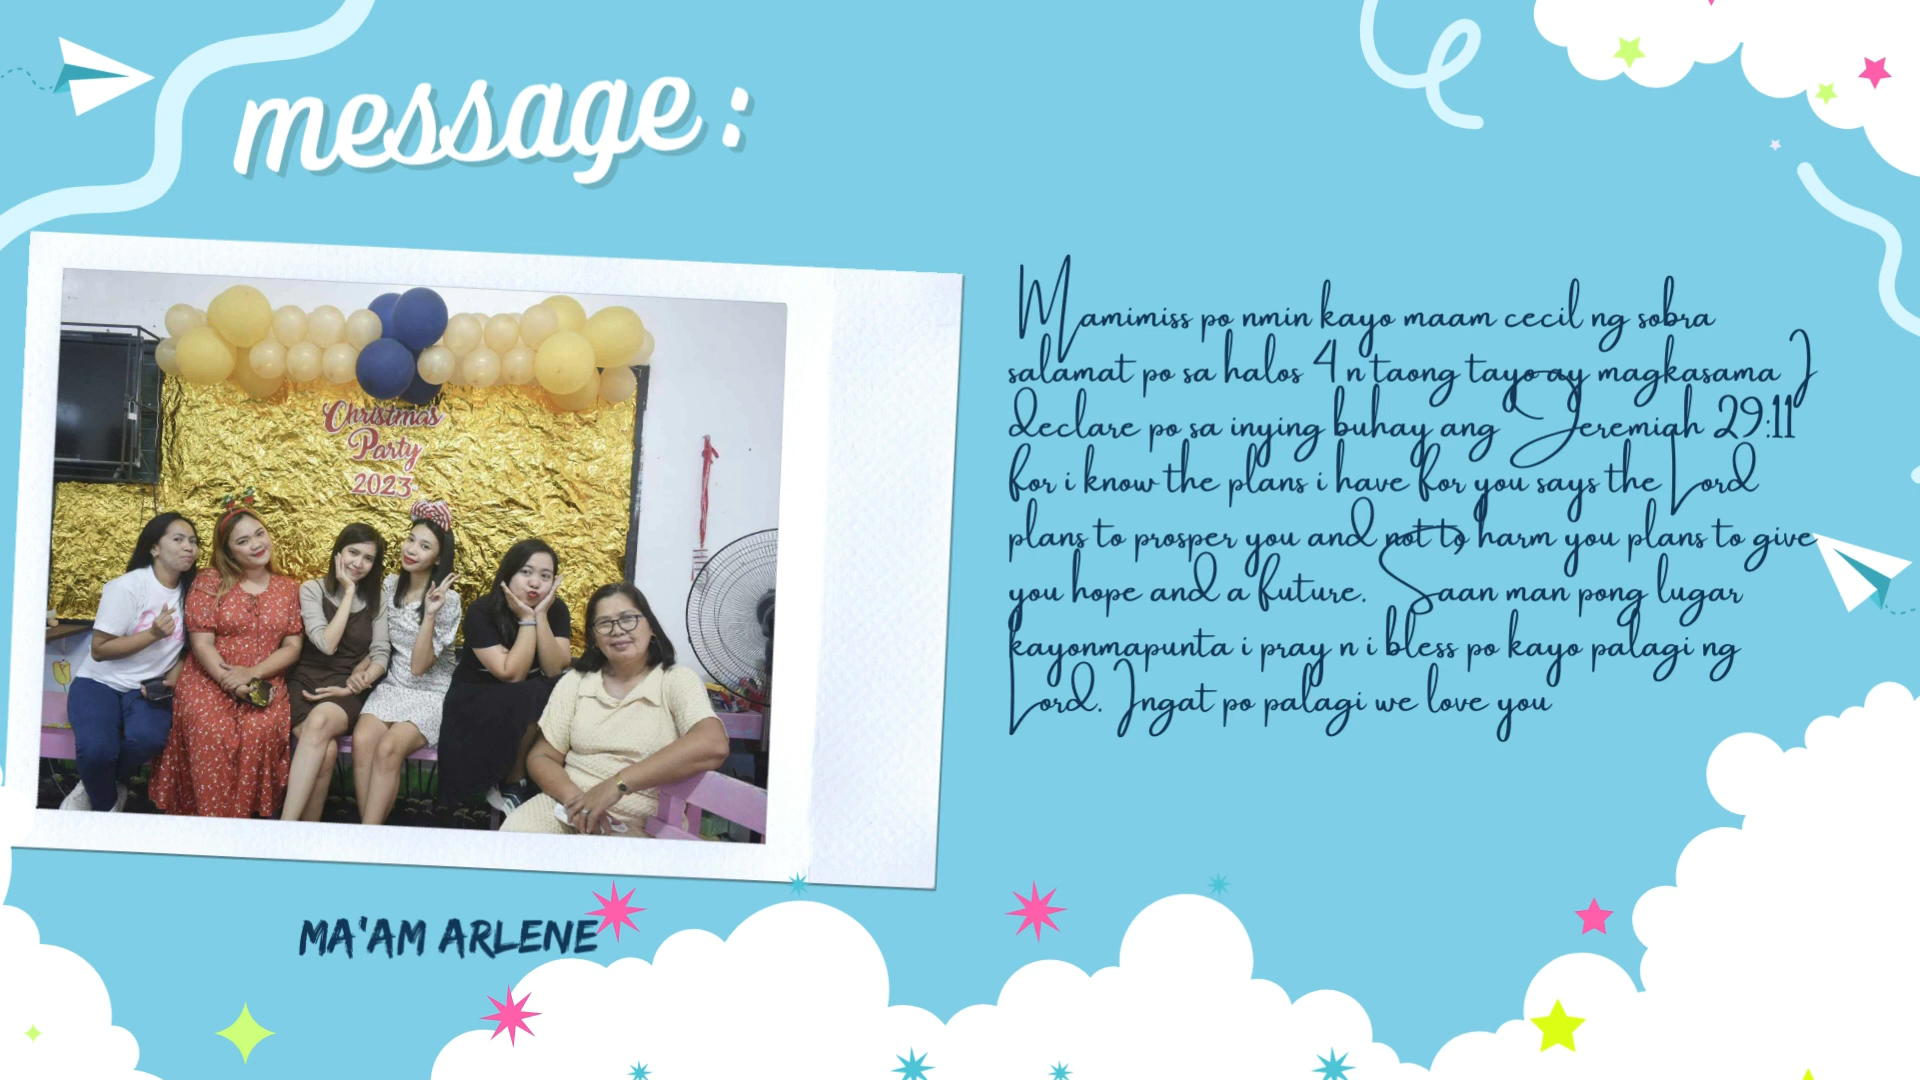 message:
Christmas
Party
2023
Mamimiss po nmin kayo maam cecil ng sobra
salamat po sa halos 4 n taong tayo ay magkasama I
declare po sa inying buhay ang Jeremiah 29:11
for i know the plans i have for you says the Lord
plans to prosper you and not to harm you plans to give
you hope and a future. Saan man pong lugar
kayonmapunta i pray n i bless po kayo palagi ng
Lord. Ingat po palagi we love you
MA'AM ARLENE